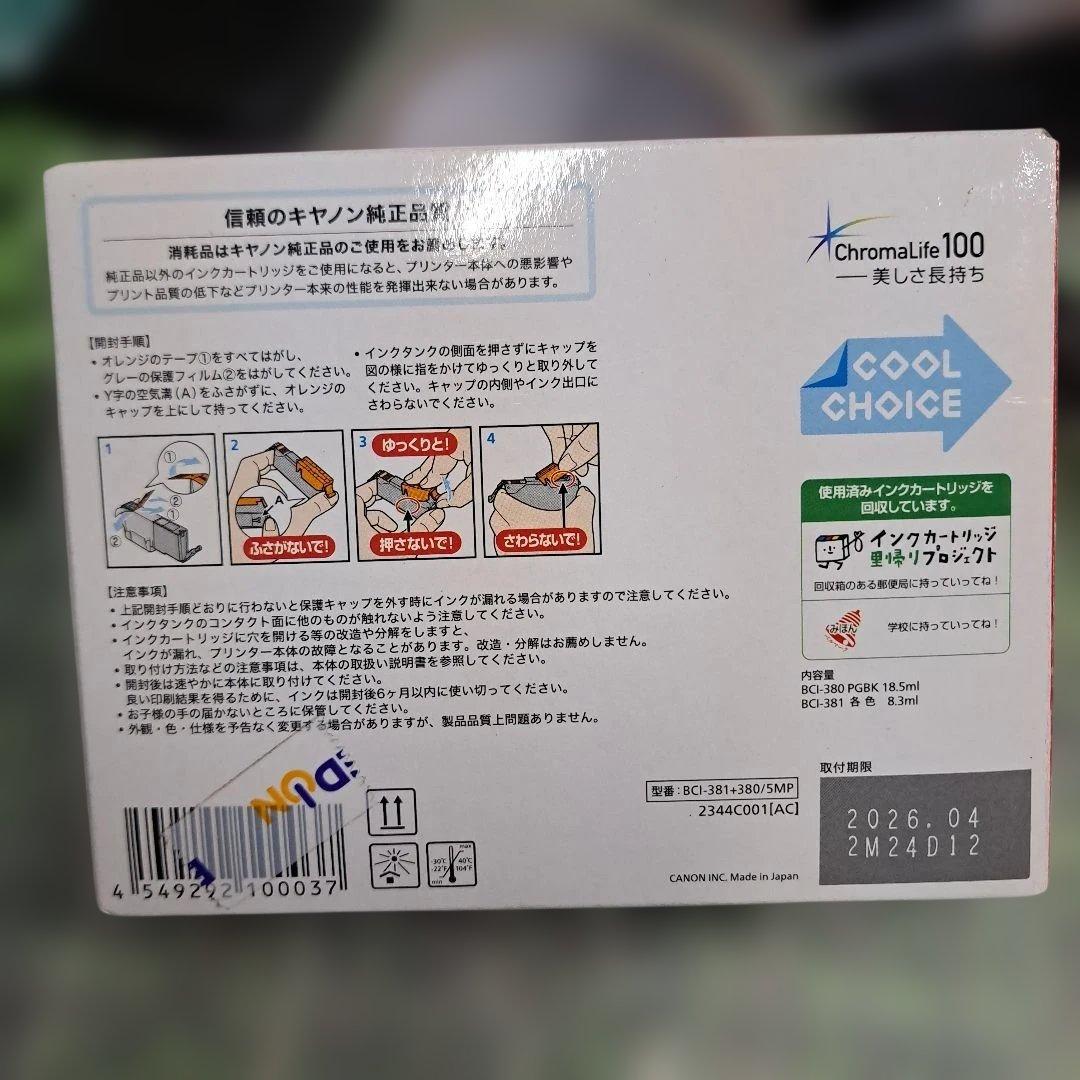 信頼のキヤノン純正品質
消耗品はキヤノン純正品のご使用をお薦めします。
純正品以外のインクカートリッジをご使用になると、プリンター本体への悪影響や
プリント品質の低下などプリンター本来の性能を発揮出来ない場合があります。
ChromaLife100
美しさ長持ち
COOL
CHOICE
【開封手順】
・オレンジのテープ①をすべてはがし、
グレーの保護フィルム②をはがしてください。
・Y字の空気溝(A)をふさがずに、オレンジの
キャップを上にして持ってください。
・インクタンクの側面を押さずにキャップを
図の様に指をかけてゆっくりと取り外して
ください。キャップの内側やインク出口に
さわらないでください。
1
①
②
①
②
2
A
ふさがないで!
3
ゆっくりと!
押さないで!
4
さわらないで!
使用済みインクカートリッジを
回収しています。
インクカートリッジ
里帰りプロジェクト
回収箱のある郵便局に持っていってね!
くみほん
学校に持っていってね!
【注意事項】
・上記開封手順どおりに行わないと保護キャップを外す時にインクが漏れる場合がありますので注意してください。
・インクタンクのコンタクト面に他のものが触れないよう注意してください。
・インクカートリッジに穴を開ける等の改造や分解をしますと、
インクが漏れ、プリンター本体の故障となることがあります。改造・分解はお薦めしません。
・取り付け方法などの注意事項は、本体の取扱い説明書を参照してください。
・開封後は速やかに本体に取り付けてください。
良い印刷結果を得るために、インクは開封後6ヶ月以内に使い切ってください。
・お子様の手の届かないところに保管してください。
・外観・色・仕様を予告なく変更する場合がありますが、製品品質上問題ありません。
内容量
BCI-380 PGBK 18.5ml
BCI-381 各色 8.3ml
型番:BCI-381+380/5MP
2344C001[AC]
取付期限
2026.04
2M24D12
CANON INC. Made in Japan
DION
E
4 549292 100037
-30℃
-22°F
min
max
40℃
104°F